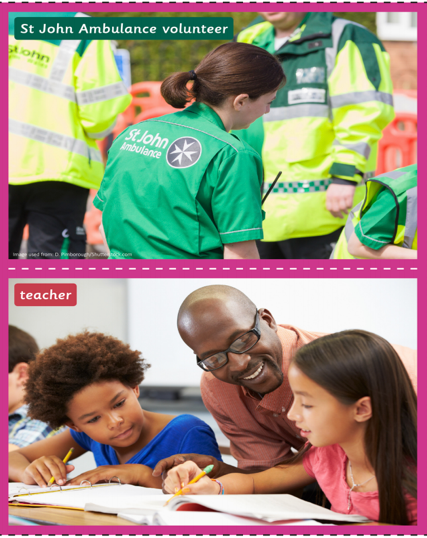 St John Ambulance volunteer
St John
Ambulance
Image used from: D. Pimborough/Shutterstock.com
teacher